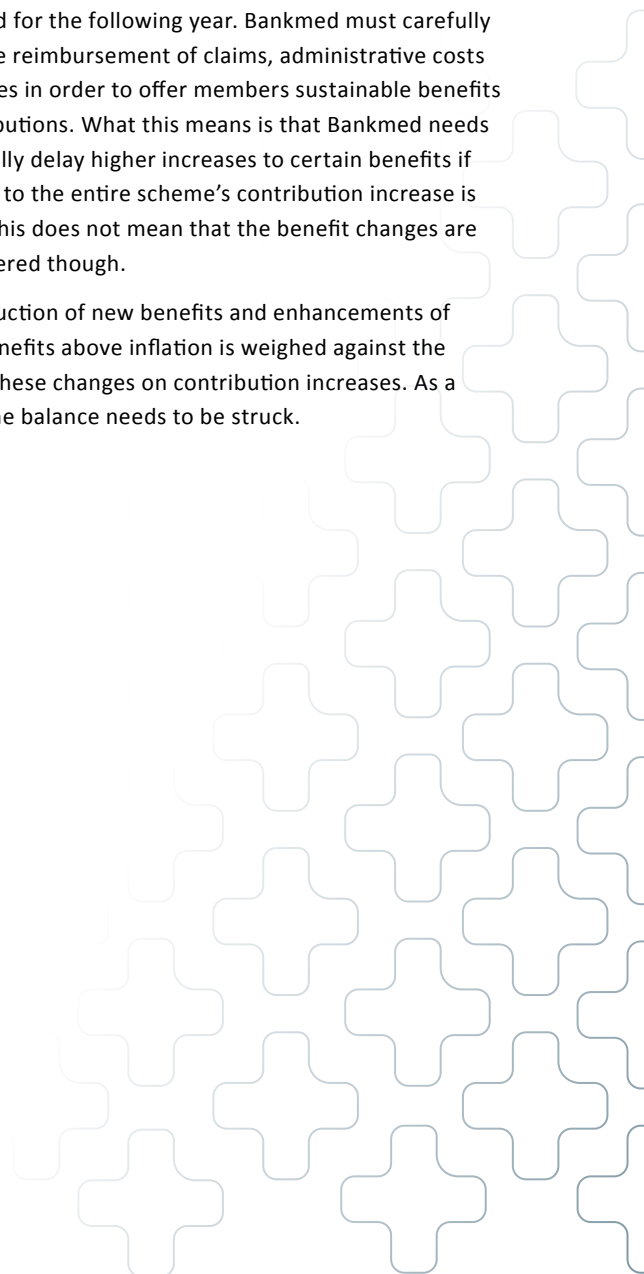 d for the following year. Bankmed must carefully
e reimbursement of claims, administrative costs
es in order to offer members sustainable benefits
butions. What this means is that Bankmed needs
lly delay higher increases to certain benefits if
to the entire scheme’s contribution increase is
his does not mean that the benefit changes are
ered though.
uction of new benefits and enhancements of
nefits above inflation is weighed against the
hese changes on contribution increases. As a
e balance needs to be struck.